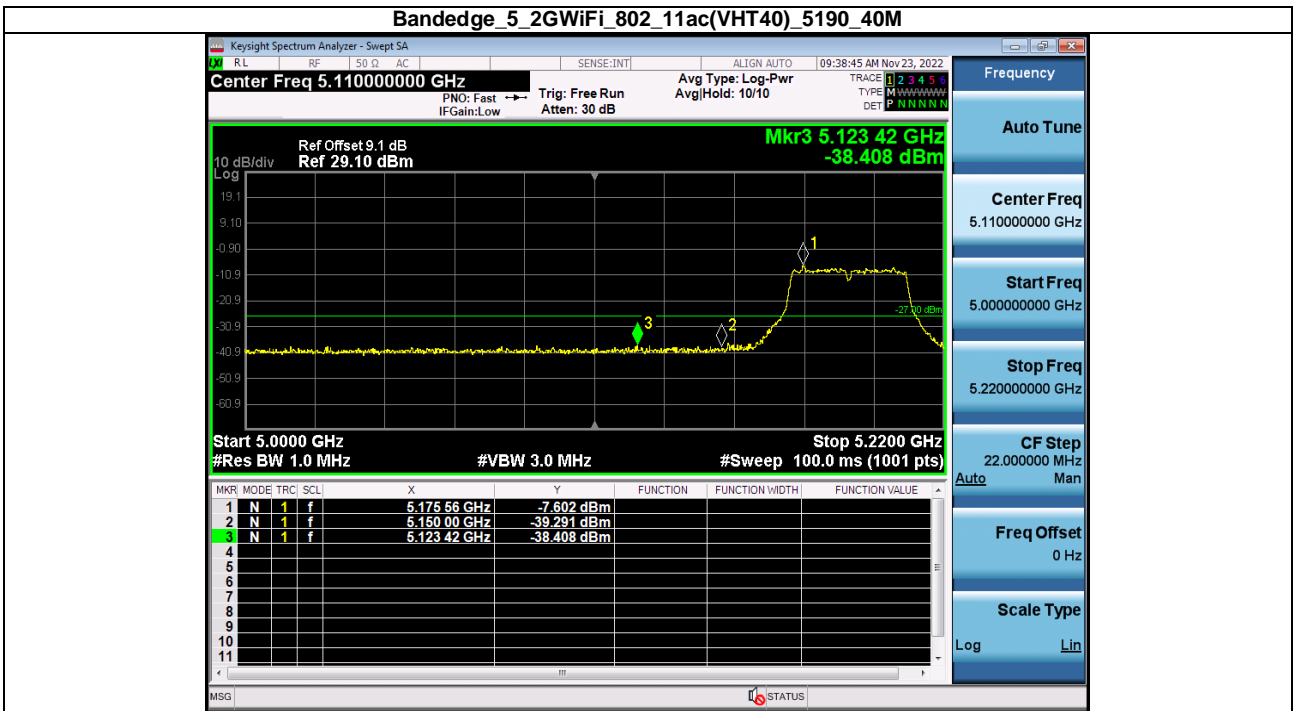 Bandedge_5_2GWiFi_802_11ac(VHT40)_5190_40M
Keysight Spectrum Analyzer - Swept SA
LXI RL RF 50 Ω AC SENSE:INT ALIGN AUTO 09:38:45 AM Nov 23, 2022
Center Freq 5.110000000 GHz
PNO: Fast
IFGain:Low
Trig: Free Run
Atten: 30 dB
Avg Type: Log-Pwr
Avg|Hold: 10/10
TRACE 1 2 3 4 5 6
TYPE M WWWWW
DET P N N N N N
Frequency
Mkr3 5.123 42 GHz
-38.408 dBm
Ref Offset 9.1 dB
10 dB/div Ref 29.10 dBm
Log
19.1
9.10
-0.90
-10.9
-20.9
-30.9
-40.9
-50.9
-60.9
1
2
3
-27.00 dBm
Start 5.0000 GHz Stop 5.2200 GHz
#Res BW 1.0 MHz #VBW 3.0 MHz #Sweep 100.0 ms (1001 pts)
MKR MODE TRC SCL X Y FUNCTION FUNCTION WIDTH FUNCTION VALUE
1 N 1 f 5.175 56 GHz -7.602 dBm
2 N 1 f 5.150 00 GHz -39.291 dBm
3 N 1 f 5.123 42 GHz -38.408 dBm
4
5
6
7
8
9
10
11
MSG STATUS
Auto Tune
Center Freq
5.110000000 GHz
Start Freq
5.000000000 GHz
Stop Freq
5.220000000 GHz
CF Step
22.000000 MHz
Auto Man
Freq Offset
0 Hz
Scale Type
Log Lin